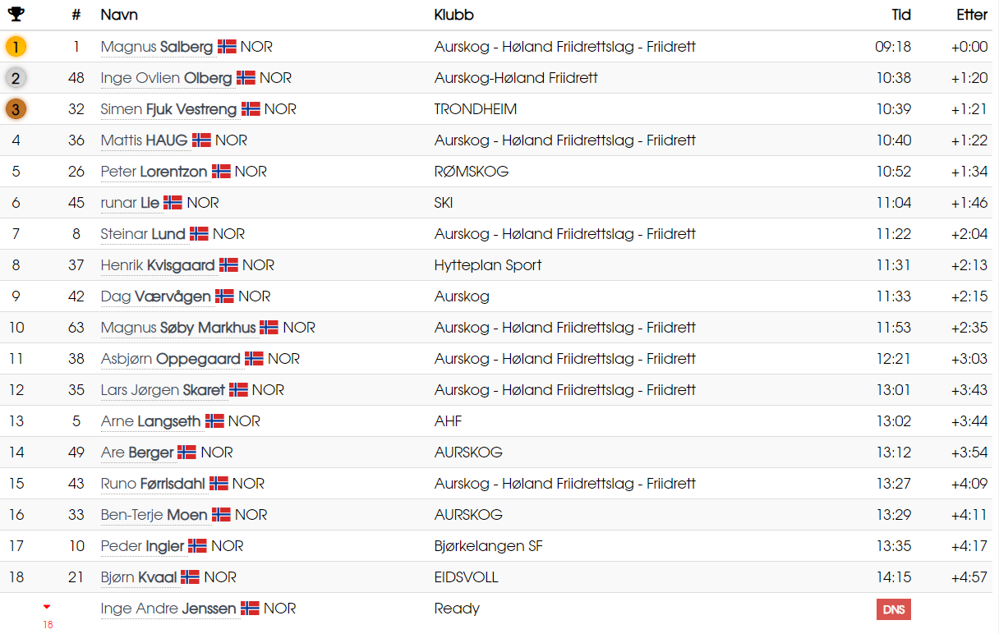 # Navn Klubb Tid Etter
1 1 Magnus Salberg NOR Aurskog - Høland Friidrettslag - Friidrett 09:18 +0:00
2 48 Inge Ovlien Olberg NOR Aurskog-Høland Friidrett 10:38 +1:20
3 32 Simen Fjuk Vestreng NOR TRONDHEIM 10:39 +1:21
4 36 Mattis HAUG NOR Aurskog - Høland Friidrettslag - Friidrett 10:40 +1:22
5 26 Peter Lorentzon NOR RØMSKOG 10:52 +1:34
6 45 runar Lie NOR SKI 11:04 +1:46
7 8 Steinar Lund NOR Aurskog - Høland Friidrettslag - Friidrett 11:22 +2:04
8 37 Henrik Kvisgaard NOR Hytteplan Sport 11:31 +2:13
9 42 Dag Værvågen NOR Aurskog 11:33 +2:15
10 63 Magnus Søby Markhus NOR Aurskog - Høland Friidrettslag - Friidrett 11:53 +2:35
11 38 Asbjørn Oppegaard NOR Aurskog - Høland Friidrettslag - Friidrett 12:21 +3:03
12 35 Lars Jørgen Skaret NOR Aurskog - Høland Friidrettslag - Friidrett 13:01 +3:43
13 5 Arne Langseth NOR AHF 13:02 +3:44
14 49 Are Berger NOR AURSKOG 13:12 +3:54
15 43 Runo Førrisdahl NOR Aurskog - Høland Friidrettslag - Friidrett 13:27 +4:09
16 33 Ben-Terje Moen NOR AURSKOG 13:29 +4:11
17 10 Peder Ingier NOR Bjørkelangen SF 13:35 +4:17
18 21 Bjørn Kvaal NOR EIDSVOLL 14:15 +4:57
Inge Andre Jenssen NOR Ready DNS
18